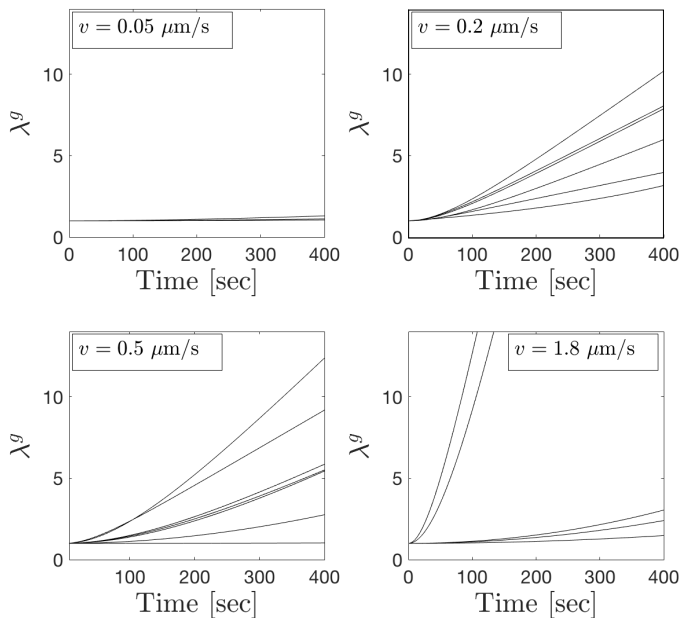 v = 0.05 μm/s
10
5
0
λ^g
0 100 200 300 400
Time [sec]
v = 0.2 μm/s
10
5
0
λ^g
0 100 200 300 400
Time [sec]
v = 0.5 μm/s
10
5
0
λ^g
100 200 300 400
Time [sec]
v = 1.8 μm/s
10
5
0
λ^g
0 100 200 300 400
Time [sec]